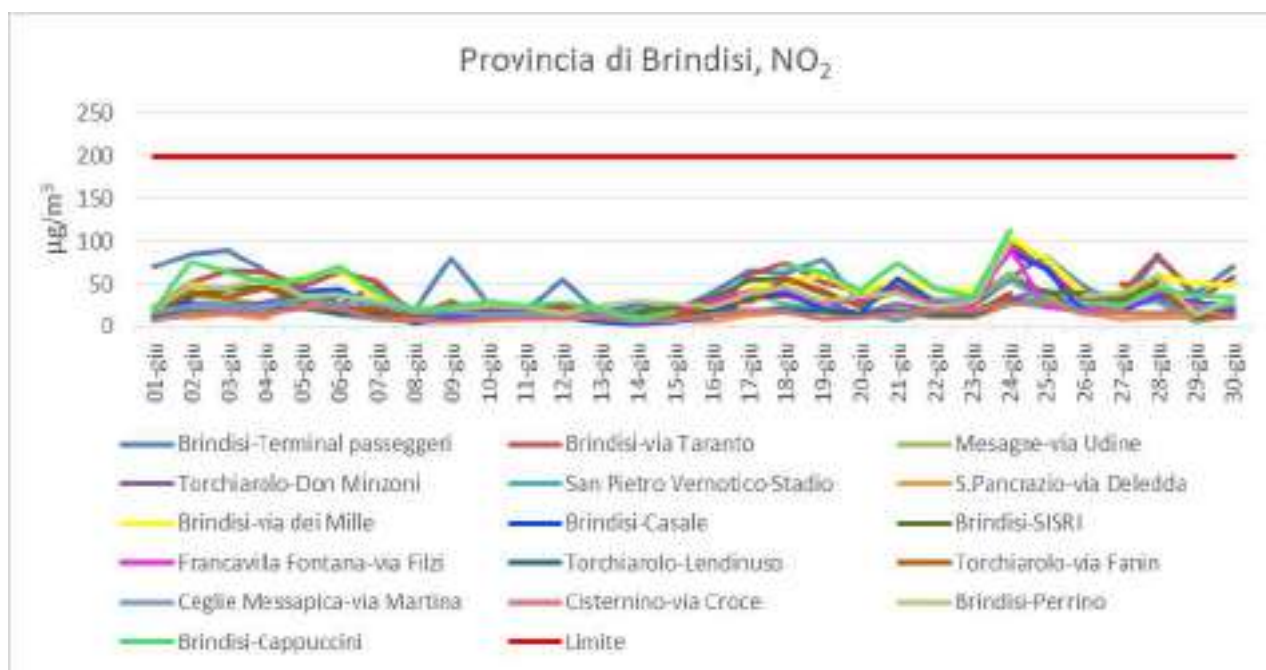 Provincia di Brindisi, NO₂
250
200
150
100
50
0
µg/m³
01-giu
02-giu
03-giu
04-giu
05-giu
06-giu
07-giu
08-giu
09-giu
10-giu
11-giu
12-giu
13-giu
14-giu
15-giu
16-giu
17-giu
18-giu
19-giu
20-giu
21-giu
22-giu
23-giu
24-giu
25-giu
26-giu
27-giu
28-giu
29-giu
30-giu
Brindisi-Terminal passeggeri Brindisi-via Taranto Mesagne-via Udine
Torchiarolo-Don Minzoni San Pietro Vernotico-Stadio S.Pancrazio-via Deledda
Brindisi-via dei Mille Brindisi-Casale Brindisi-SISRI
Francavilla Fontana-via Filzi Torchiarolo-Lendinuso Torchiarolo-via Fanin
Ceglie Messapica-via Martina Cisternino-via Croce Brindisi-Perrino
Brindisi-Cappuccini Limite